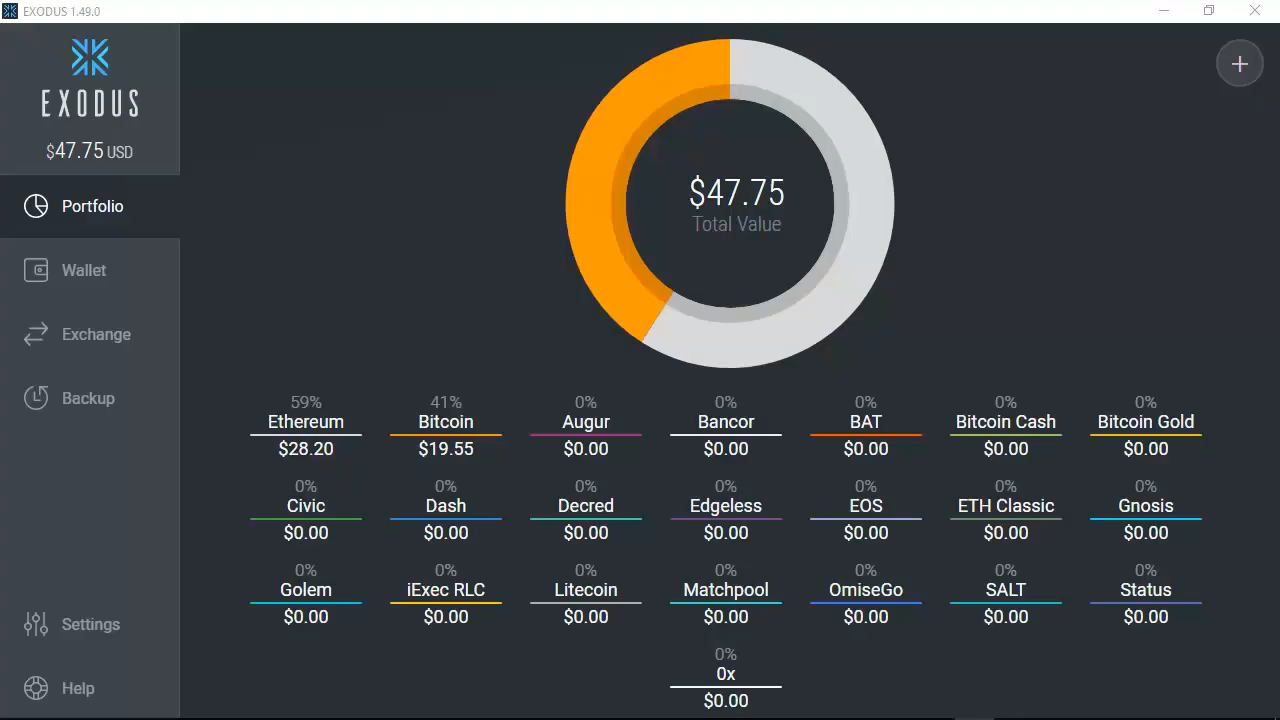 EXODUS 1.49.0
EXODUS
$47.75 USD
Portfolio
Wallet
Exchange
Backup
Settings
Help
$47.75
Total Value
59% 41% 0% 0% 0% 0% 0%
Ethereum Bitcoin Augur Bancor BAT Bitcoin Cash Bitcoin Gold
$28.20 $19.55 $0.00 $0.00 $0.00 $0.00 $0.00
0% 0% 0% 0% 0% 0% 0%
Civic Dash Decred Edgeless EOS ETH Classic Gnosis
$0.00 $0.00 $0.00 $0.00 $0.00 $0.00 $0.00
0% 0% 0% 0% 0% 0% 0%
Golem iExec RLC Litecoin Matchpool OmiseGo SALT Status
$0.00 $0.00 $0.00 $0.00 $0.00 $0.00 $0.00
0%
0x
$0.00